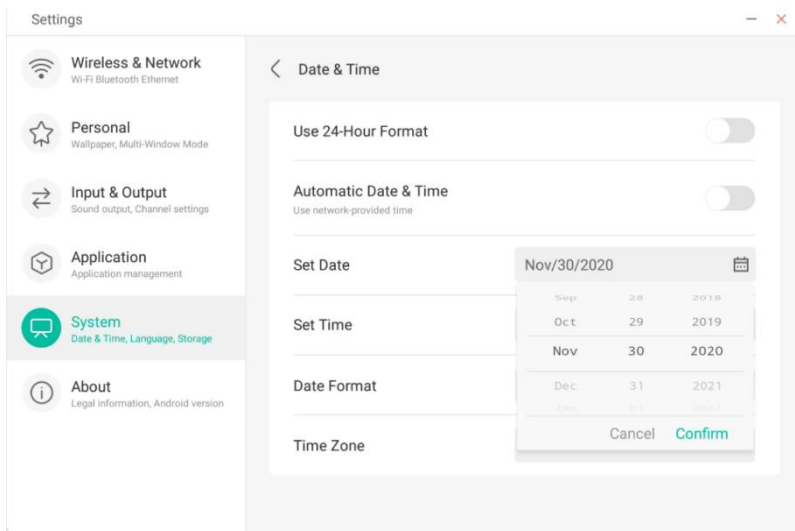 Settings
Wireless & Network
Wi-Fi Bluetooth Ethernet
Personal
Wallpaper, Multi-Window Mode
Input & Output
Sound output, Channel settings
Application
Application management
System
Date & Time, Language, Storage
About
Legal information, Android version
Date & Time
Use 24-Hour Format
Automatic Date & Time
Use network-provided time
Set Date
Nov/30/2020
Sep 28 2018
Oct 29 2019
Nov 30 2020
Dec 31 2021
Cancel Confirm
Set Time
Date Format
Time Zone